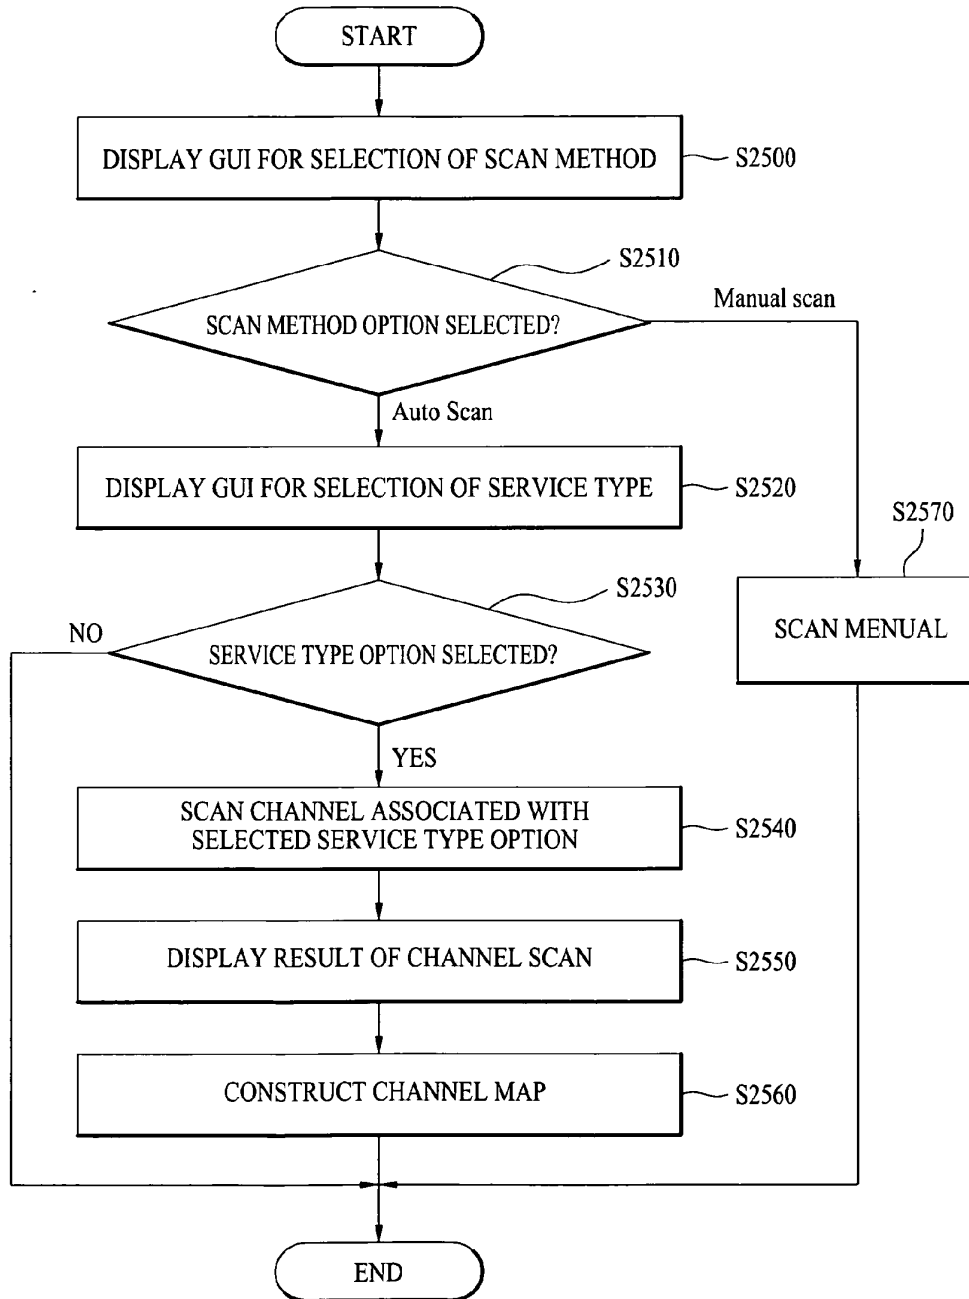 START
DISPLAY GUI FOR SELECTION OF SCAN METHOD
S2500
S2510
SCAN METHOD OPTION SELECTED?
Manual scan
Auto Scan
DISPLAY GUI FOR SELECTION OF SERVICE TYPE
S2520
S2570
SCAN MENUAL
S2530
NO
SERVICE TYPE OPTION SELECTED?
YES
SCAN CHANNEL ASSOCIATED WITH
SELECTED SERVICE TYPE OPTION
S2540
DISPLAY RESULT OF CHANNEL SCAN
S2550
CONSTRUCT CHANNEL MAP
S2560
END